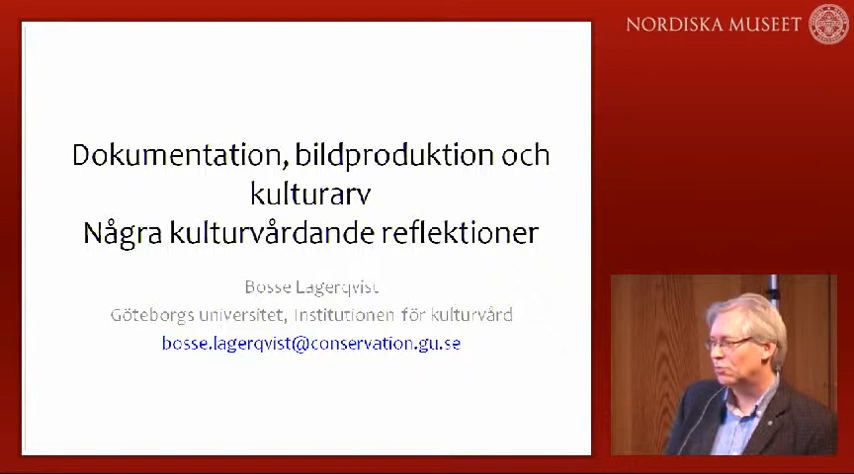 NORDISKA MUSEET
Dokumentation, bildproduktion och
kulturarv
Några kulturvårdande reflektioner
Bosse Lagerqvist
Göteborgs universitet, Institutionen för kulturvård
bosse.lagerqvist@conservation.gu.se